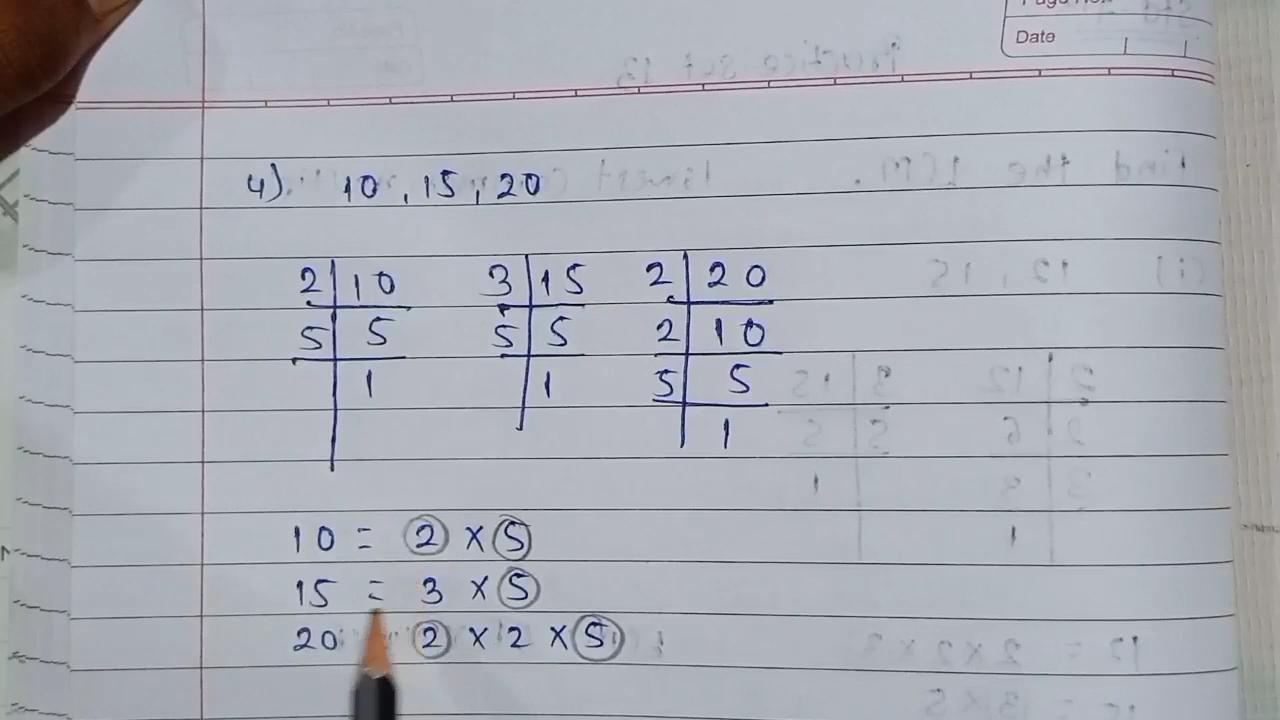 Date
4) 10, 15, 20
2 | 10 3 | 15 2 | 20
5 | 5 5 | 5 2 | 10
1 1 5 | 5
1
10 = 2 × 5
15 = 3 × 5
20 2 × 2 × 5